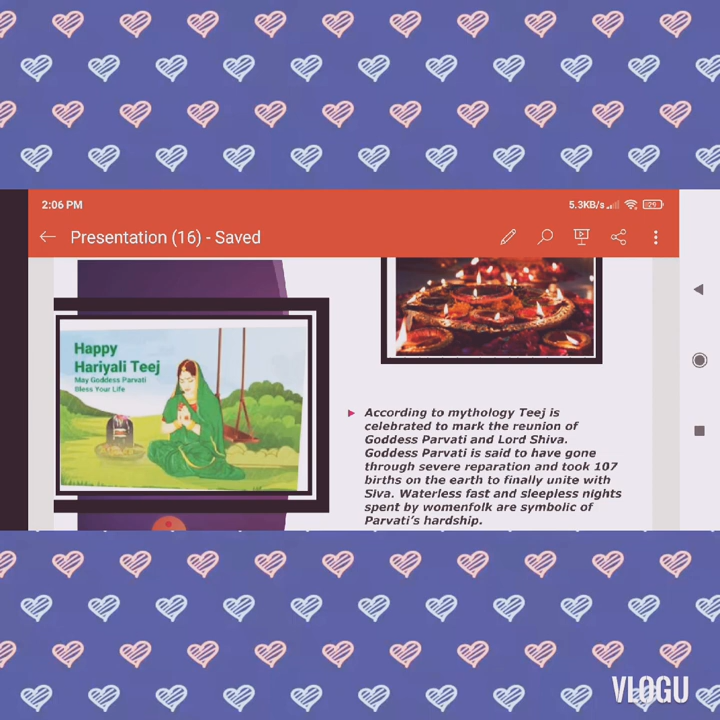 2:06 PM
5.3KB/s
29
Presentation (16) - Saved
Happy
Hariyali Teej
May Goddess Parvati
Bless Your Life
According to mythology Teej is
celebrated to mark the reunion of
Goddess Parvati and Lord Shiva.
Goddess Parvati is said to have gone
through severe reparation and took 107
births on the earth to finally unite with
Siva. Waterless fast and sleepless nights
spent by womenfolk are symbolic of
Parvati's hardship.
VLOGU